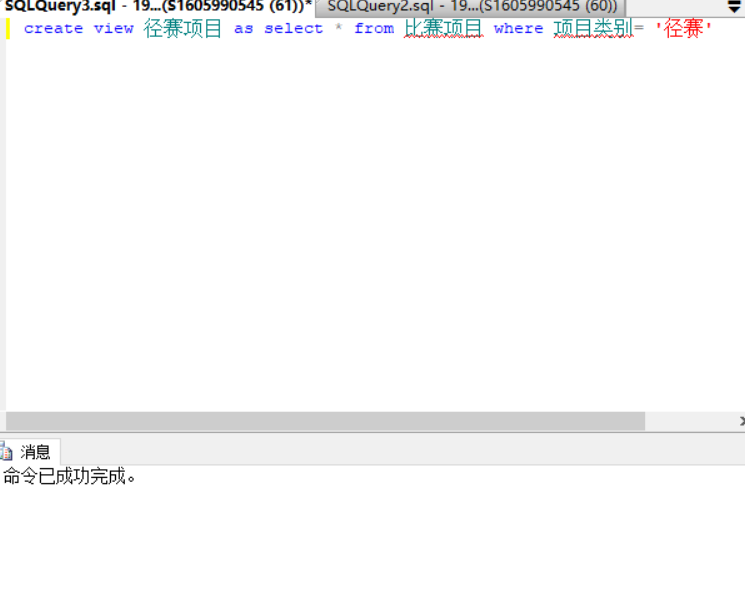 SQLQuery3.sql - 19...(S1605990545 (61))* SQLQuery2.sql - 19...(S1605990545 (60))
create view 径赛项目 as select * from 比赛项目 where 项目类别= '径赛'
消息
命令已成功完成。